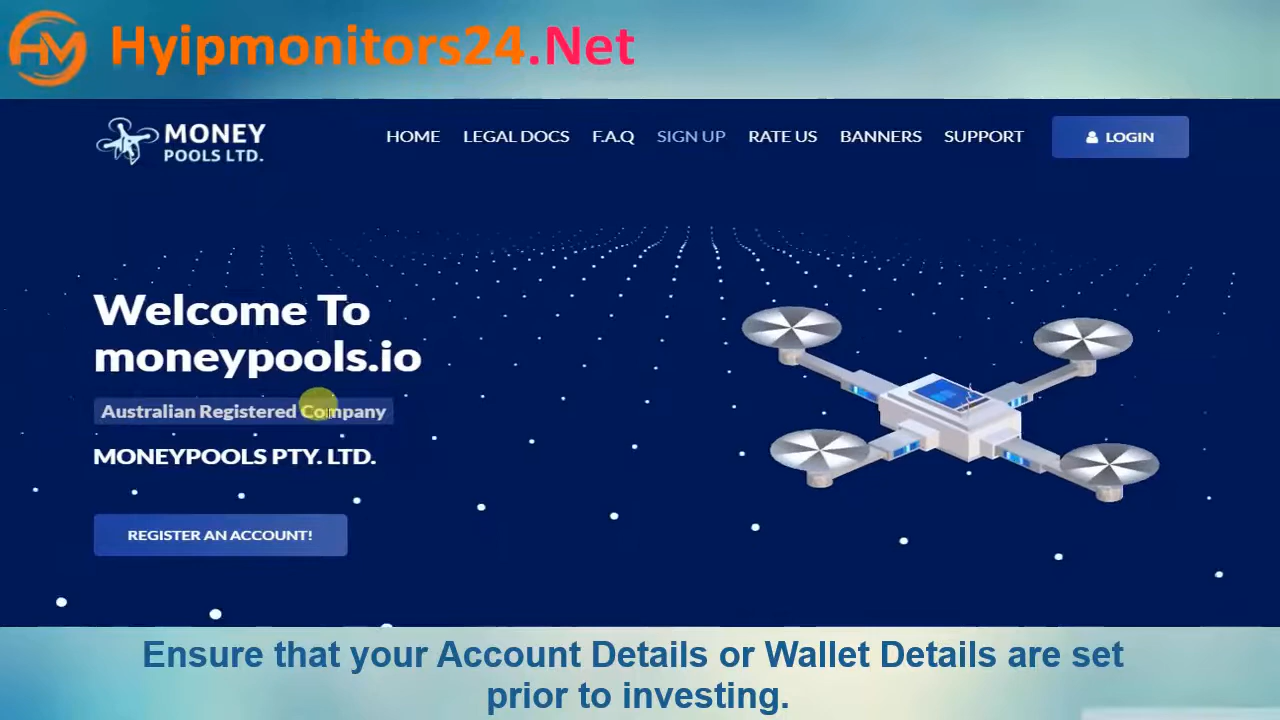 HM Hyipmonitors24.Net
MONEY
POOLS LTD.
HOME LEGAL DOCS F.A.Q SIGN UP RATE US BANNERS SUPPORT LOGIN
Welcome To
moneypools.io
Australian Registered Company
MONEYPOOLS PTY. LTD.
REGISTER AN ACCOUNT!
Ensure that your Account Details or Wallet Details are set
prior to investing.